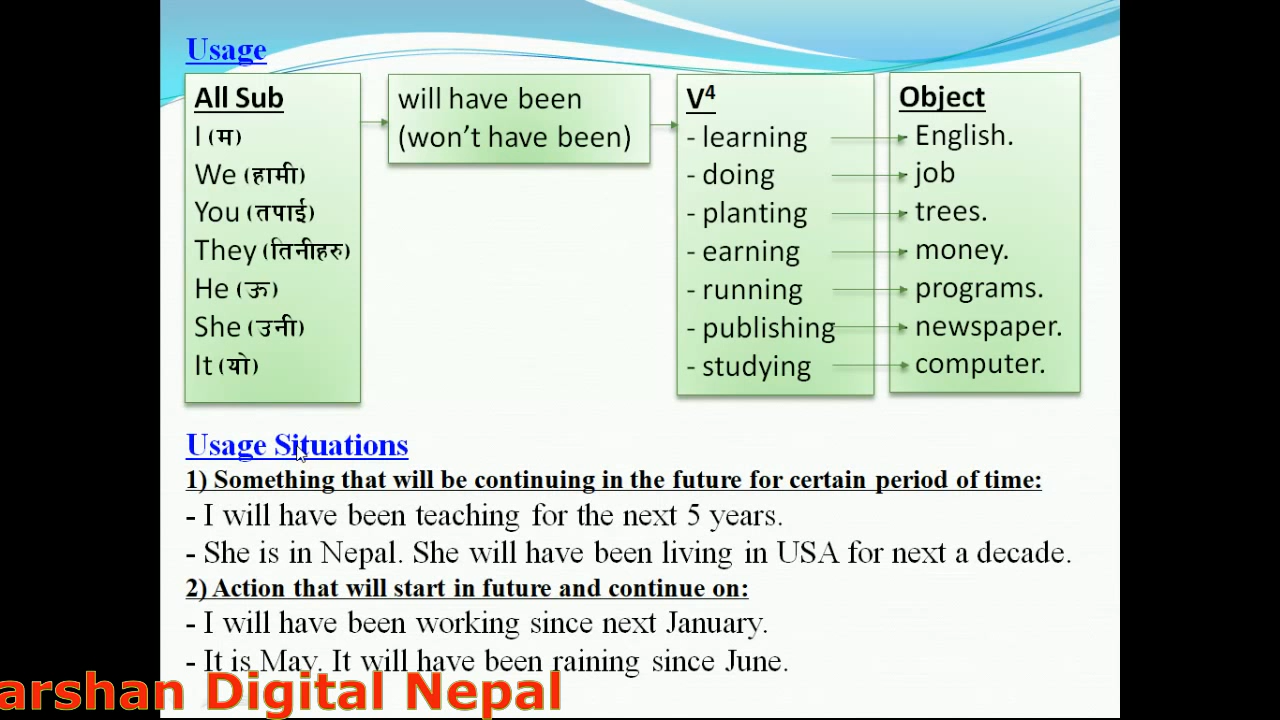 Usage
All Sub
I (म)
We (हामी)
You (तपाई)
They (तिनीहरु)
He (ऊ)
She (उनी)
It (यो)
will have been
(won't have been)
V4
- learning
- doing
- planting
- earning
- running
- publishing
- studying
Object
English.
job
trees.
money.
programs.
newspaper.
computer.
Usage Situations
1) Something that will be continuing in the future for certain period of time:
- I will have been teaching for the next 5 years.
- She is in Nepal. She will have been living in USA for next a decade.
2) Action that will start in future and continue on:
- I will have been working since next January.
- It is May. It will have been raining since June.
arshan Digital Nepal